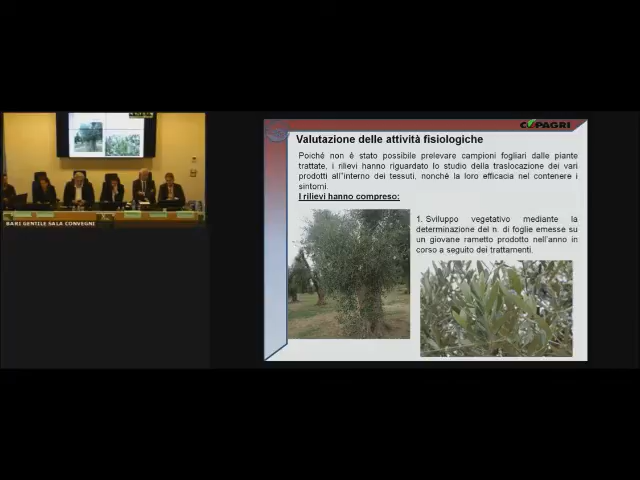 COPAGRI
Valutazione delle attività fisiologiche
Poiché non è stato possibile prelevare campioni fogliari dalle piante
trattate, i rilievi hanno riguardato lo studio della traslocazione dei vari
prodotti all"interno dei tessuti, nonché la loro efficacia nel contenere i
sintomi.
I rilievi hanno compreso:
1. Sviluppo vegetativo mediante la
determinazione del n. di foglie emesse su
un giovane rametto prodotto nell'anno in
corso a seguito dei trattamenti.
BARI GENTILE SALA CONVEGNI